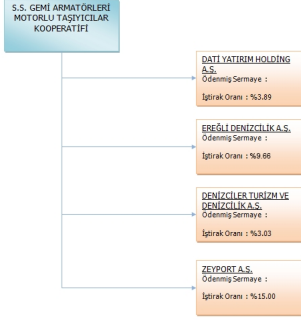 S.S. GEMİ ARMATÖRLERİ
MOTORLU TAŞIYICILAR
KOOPERATİFİ
DATİ YATIRIM HOLDİNG
A.Ş.
Ödenmiş Sermaye :
İştirak Oranı : %3.89
EREĞLİ DENİZCİLİK A.Ş.
Ödenmiş Sermaye :
İştirak Oranı : %9.66
DENİZCİLER TURİZM VE
DENİZCİLİK A.Ş.
Ödenmiş Sermaye :
İştirak Oranı : %3.03
ZEYPORT A.Ş.
Ödenmiş Sermaye :
İştirak Oranı : %15.00